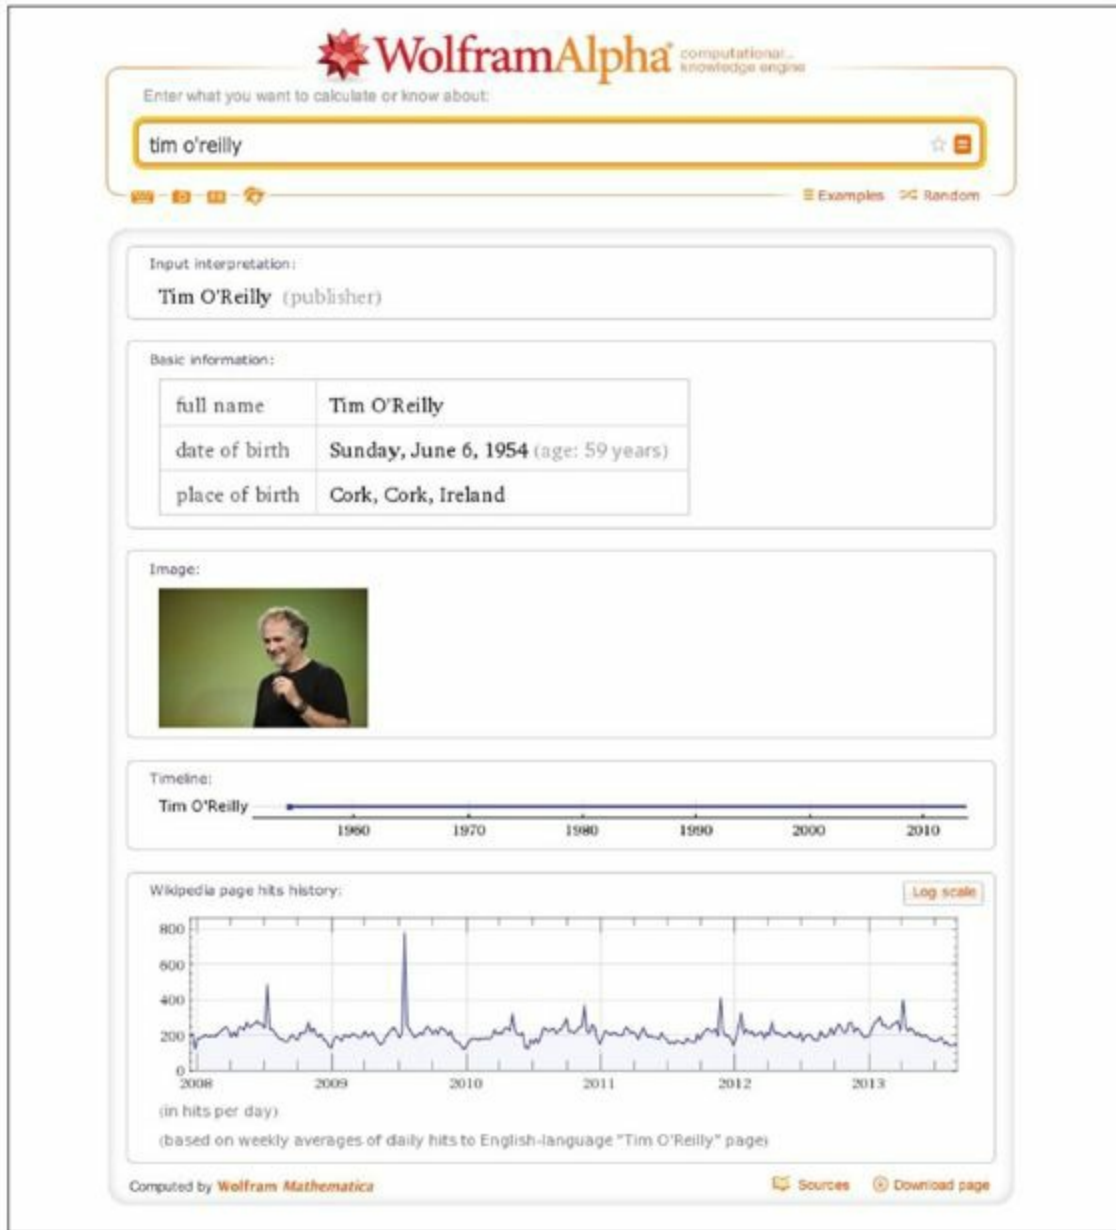 WolframAlpha computational... knowledge engine
Enter what you want to calculate or know about:
tim o'reilly
Examples Random
Input interpretation:
Tim O'Reilly (publisher)
Basic information:
full name Tim O'Reilly
date of birth Sunday, June 6, 1954 (age: 59 years)
place of birth Cork, Cork, Ireland
Image:
Timeline:
Tim O'Reilly
1960 1970 1980 1990 2000 2010
Wikipedia page hits history:
Log scale
800
600
400
200
0
2008 2009 2010 2011 2012 2013
(in hits per day)
(based on weekly averages of daily hits to English-language "Tim O'Reilly" page)
Computed by Wolfram Mathematica Sources Download page